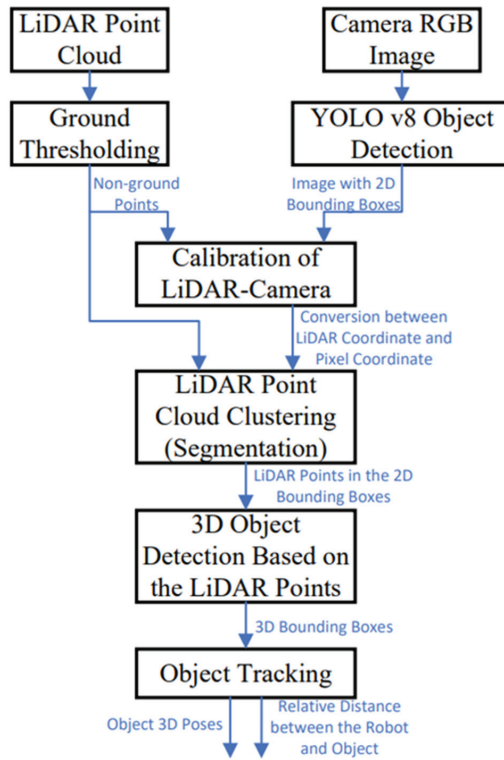 LiDAR Point
Cloud
Camera RGB
Image
Ground
Thresholding
YOLO v8 Object
Detection
Non-ground
Points
Image with 2D
Bounding Boxes
Calibration of
LiDAR-Camera
Conversion between
LiDAR Coordinate and
Pixel Coordinate
LiDAR Point
Cloud Clustering
(Segmentation)
LiDAR Points in the 2D
Bounding Boxes
3D Object
Detection Based on
the LiDAR Points
3D Bounding Boxes
Object Tracking
Object 3D Poses
Relative Distance
between the Robot
and Object